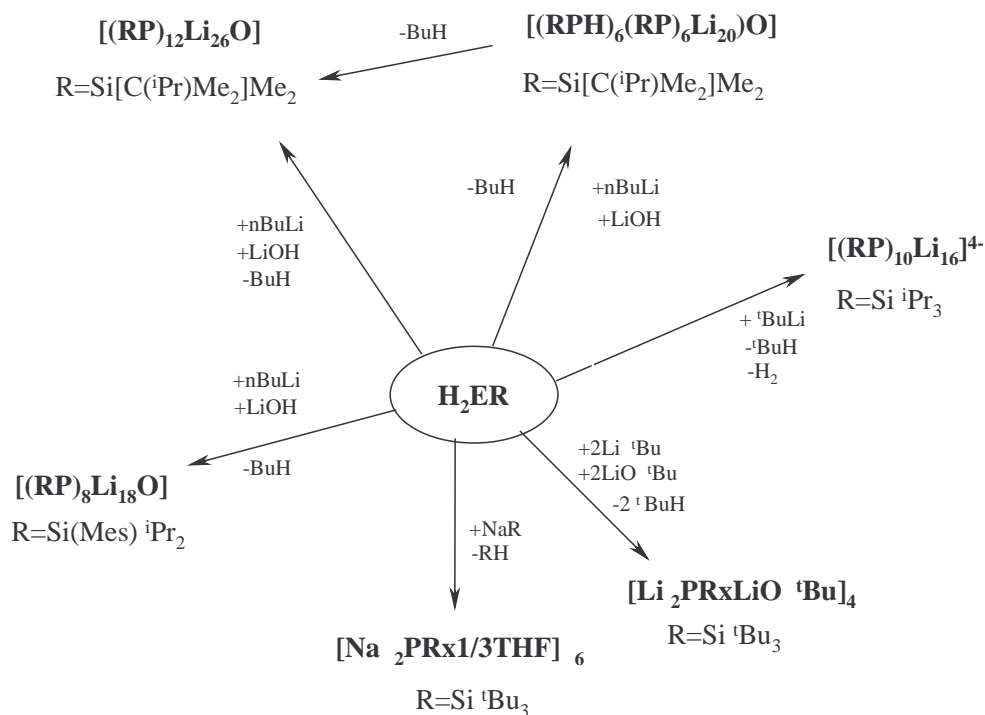 [(RP)₁₂Li₂₆O]
R=Si[C(ⁱPr)Me₂]Me₂
-BuH
[(RPH)₆(RP)₆Li₂₀)O]
R=Si[C(ⁱPr)Me₂]Me₂
+nBuLi
+LiOH
-BuH
-BuH
+nBuLi
+LiOH
[(RP)₁₀Li₁₆]⁴⁻
R=Si ⁱPr₃
+ ᵗBuLi
-ᵗBuH
-H₂
H₂ER
+nBuLi
+LiOH
-BuH
[(RP)₈Li₁₈O]
R=Si(Mes) ⁱPr₂
+NaR
-RH
[Na ₂PRx1/3THF] ₆
R=Si ᵗBu₃
+2Li ᵗBu
+2LiO ᵗBu
-2 ᵗ BuH
[Li ₂PRxLiO ᵗBu]₄
R=Si ᵗBu₃